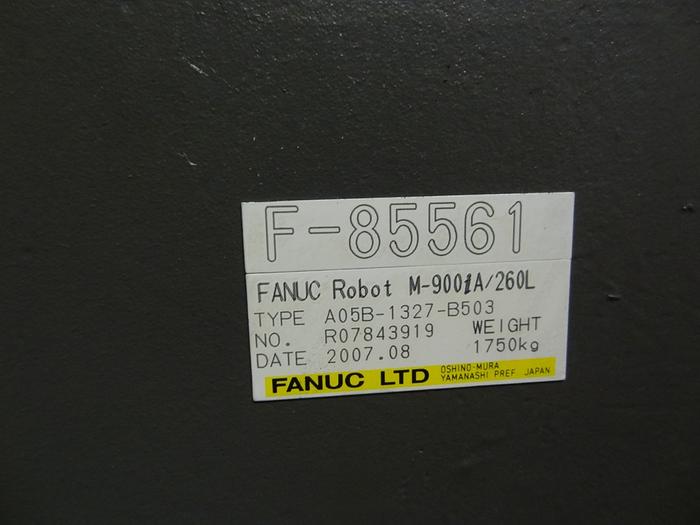 F-85561
FANUC Robot M-900iA/260L
TYPE A05B-1327-B503
NO. R07843919 WEIGHT
DATE 2007.08 1750kg
FANUC LTD OSHINO-MURA
YAMANASHI PREF. JAPAN